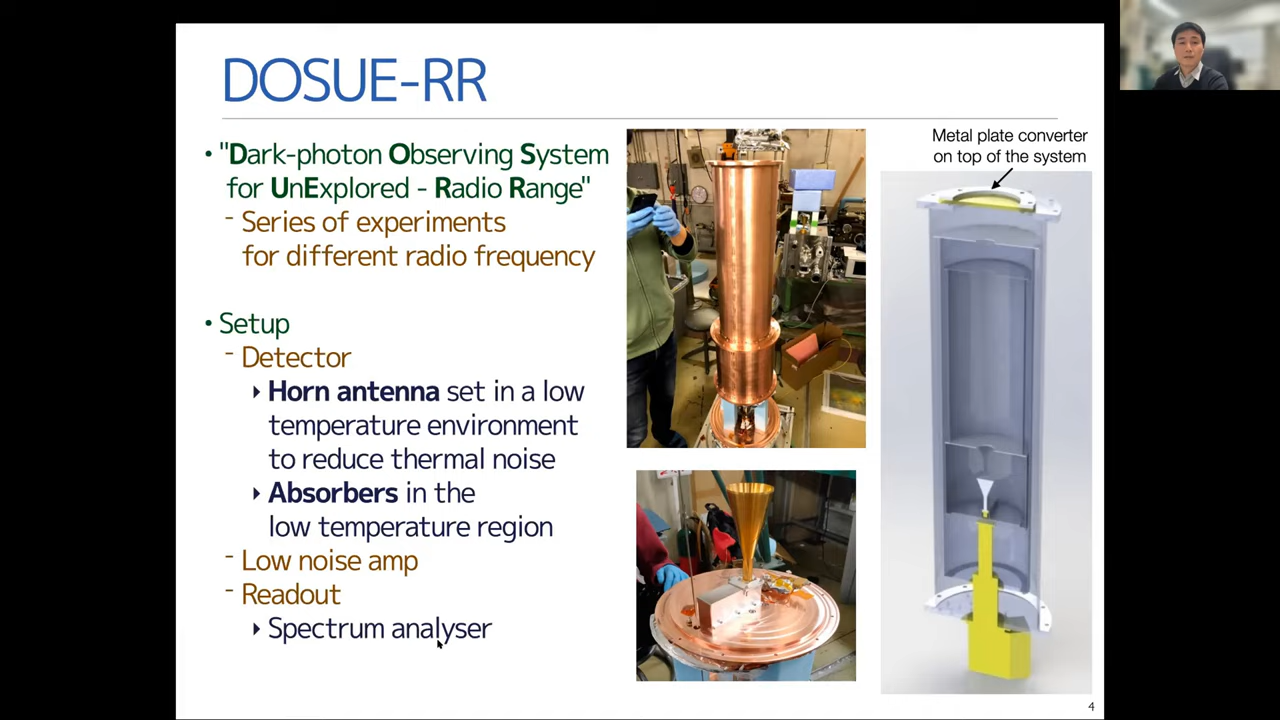 DOSUE-RR
• "Dark-photon Observing System
for UnExplored - Radio Range"
- Series of experiments
for different radio frequency
• Setup
- Detector
‣ Horn antenna set in a low
temperature environment
to reduce thermal noise
‣ Absorbers in the
low temperature region
- Low noise amp
- Readout
‣ Spectrum analyser
Metal plate converter
on top of the system
4